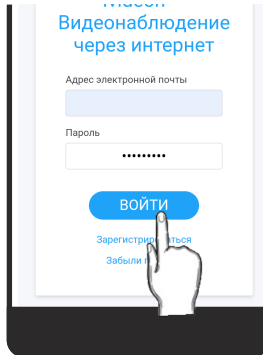 Видеонаблюдение
через интернет
Адрес электронной почты
Пароль
ВОЙТИ
Забыли